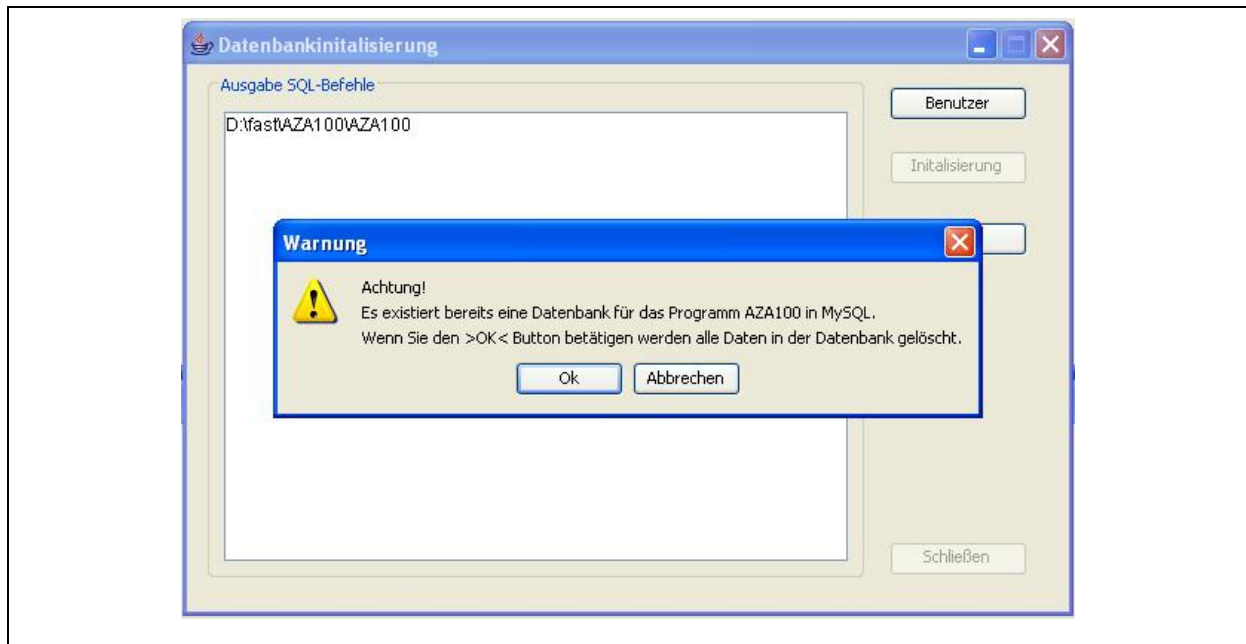 Datenbankinitalisierung
Ausgabe SQL-Befehle
Benutzer
D:\fast\AZA100\AZA100
Initalisierung
Warnung
Achtung!
Es existiert bereits eine Datenbank für das Programm AZA100 in MySQL.
Wenn Sie den >OK< Button betätigen werden alle Daten in der Datenbank gelöscht.
Ok
Abbrechen
Schließen